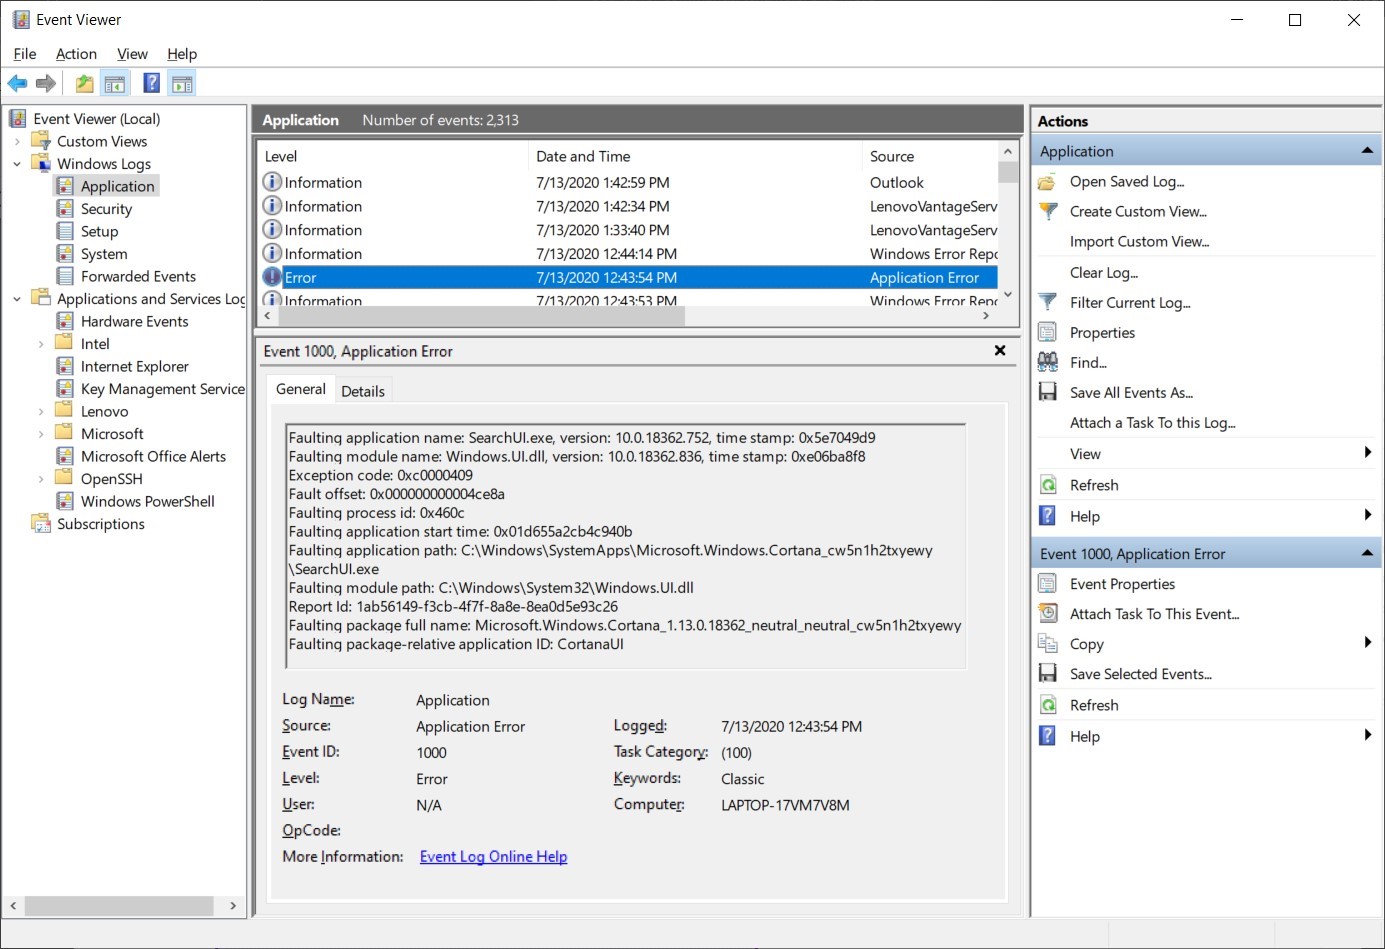 Event Viewer
File Action View Help
Event Viewer (Local)
Custom Views
Windows Logs
Application
Security
Setup
System
Forwarded Events
Applications and Services Log
Hardware Events
Intel
Internet Explorer
Key Management Service
Lenovo
Microsoft
Microsoft Office Alerts
OpenSSH
Windows PowerShell
Subscriptions
Application Number of events: 2,313
Level Date and Time Source
Information 7/13/2020 1:42:59 PM Outlook
Information 7/13/2020 1:42:34 PM LenovoVantageServ
Information 7/13/2020 1:33:40 PM LenovoVantageServ
Information 7/13/2020 12:44:14 PM Windows Error Repo
Error 7/13/2020 12:43:54 PM Application Error
Information 7/13/2020 12:43:53 PM Windows Error Repo
Event 1000, Application Error
General Details
Faulting application name: SearchUI.exe, version: 10.0.18362.752, time stamp: 0x5e7049d9
Faulting module name: Windows.UI.dll, version: 10.0.18362.836, time stamp: 0xe06ba8f8
Exception code: 0xc0000409
Fault offset: 0x000000000004ce8a
Faulting process id: 0x460c
Faulting application start time: 0x01d655a2cb4c940b
Faulting application path: C:\Windows\SystemApps\Microsoft.Windows.Cortana_cw5n1h2txyewy
\SearchUI.exe
Faulting module path: C:\Windows\System32\Windows.UI.dll
Report Id: 1ab56149-f3cb-4f7f-8a8e-8ea0d5e93c26
Faulting package full name: Microsoft.Windows.Cortana_1.13.0.18362_neutral_neutral_cw5n1h2txyewy
Faulting package-relative application ID: CortanaUI
Log Name: Application
Source: Application Error Logged: 7/13/2020 12:43:54 PM
Event ID: 1000 Task Category: (100)
Level: Error Keywords: Classic
User: N/A Computer: LAPTOP-17VM7V8M
OpCode:
More Information: Event Log Online Help
Actions
Application
Open Saved Log...
Create Custom View...
Import Custom View...
Clear Log...
Filter Current Log...
Properties
Find...
Save All Events As...
Attach a Task To this Log...
View
Refresh
Help
Event 1000, Application Error
Event Properties
Attach Task To This Event...
Copy
Save Selected Events...
Refresh
Help